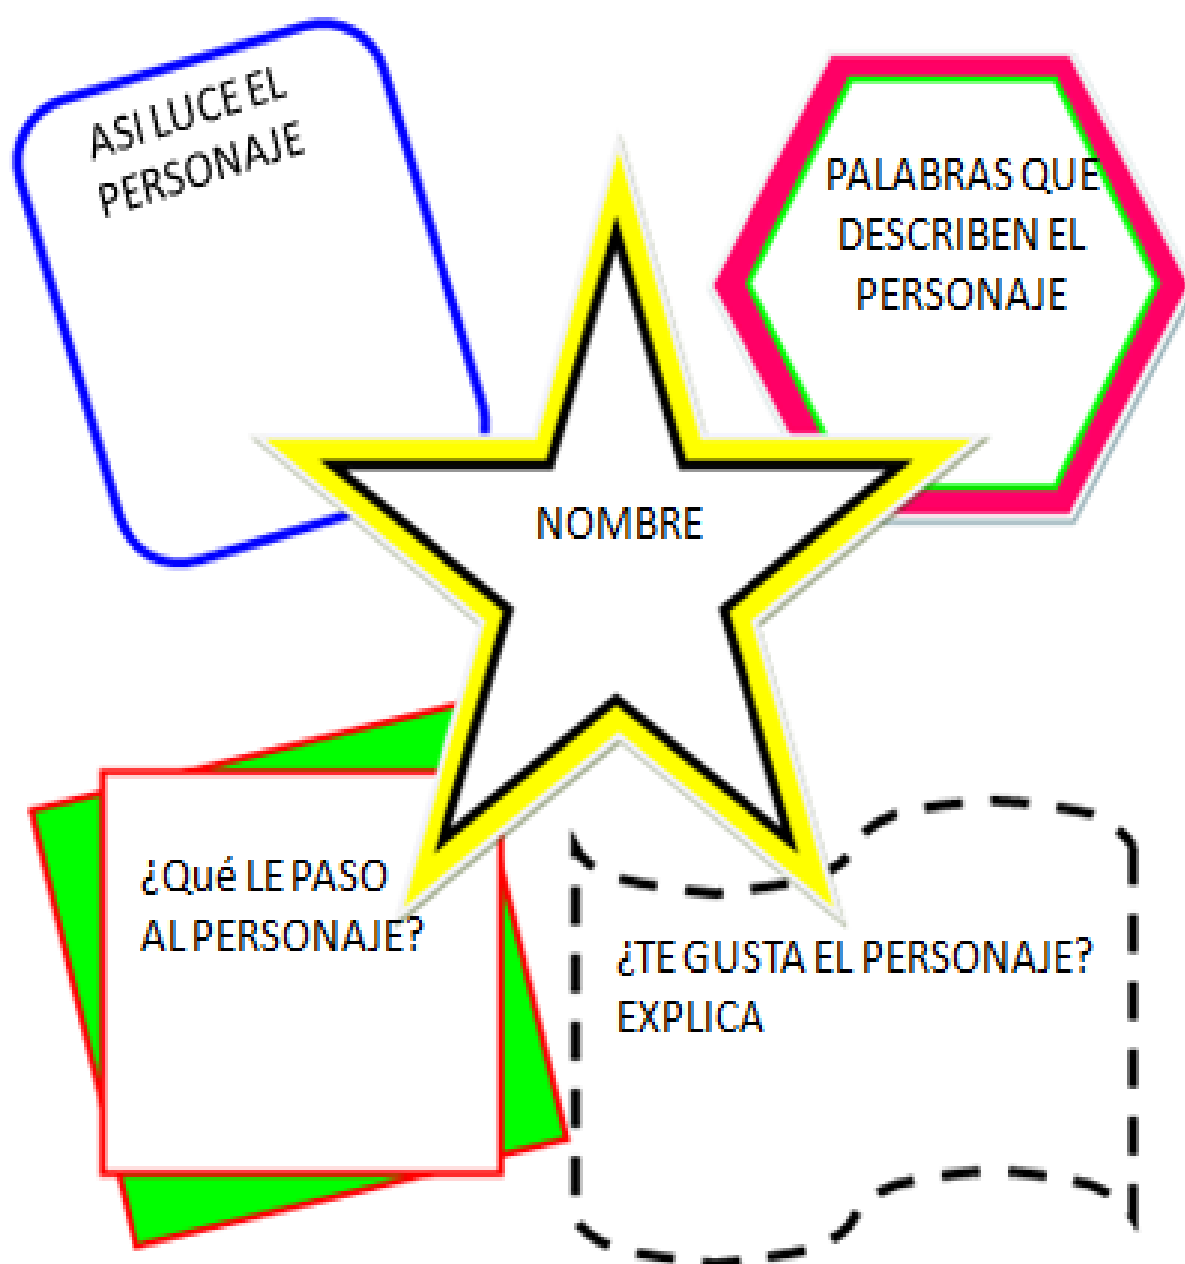 ASI LUCE EL
PERSONAJE
PALABRAS QUE
DESCRIBEN EL
PERSONAJE
NOMBRE
¿Qué LE PASO
AL PERSONAJE?
¿TE GUSTA EL PERSONAJE?
EXPLICA